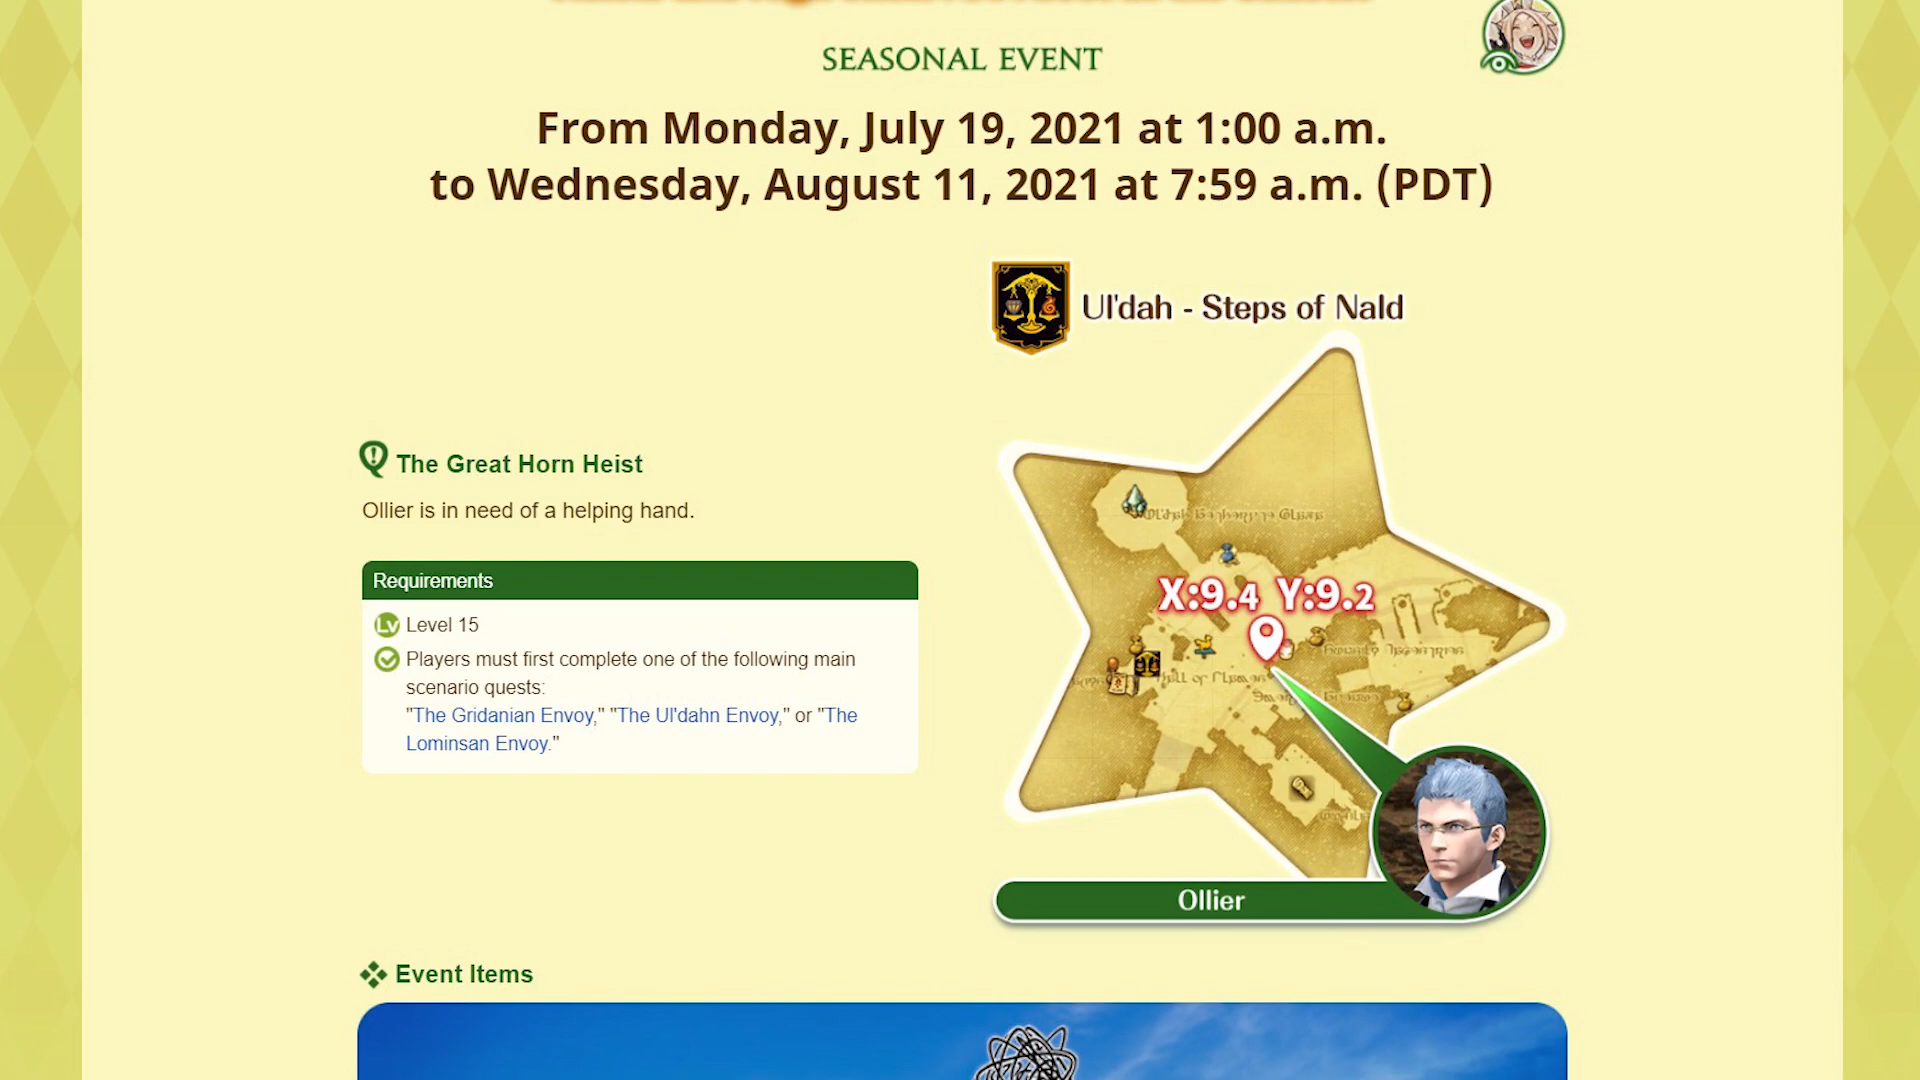 SEASONAL EVENT
From Monday, July 19, 2021 at 1:00 a.m.
to Wednesday, August 11, 2021 at 7:59 a.m. (PDT)
Ul'dah - Steps of Nald
The Great Horn Heist
Ollier is in need of a helping hand.
Requirements
Lv Level 15
Players must first complete one of the following main
scenario quests:
"The Gridanian Envoy," "The Ul'dahn Envoy," or "The
Lominsan Envoy."
X:9.4 Y:9.2
Ollier
Event Items